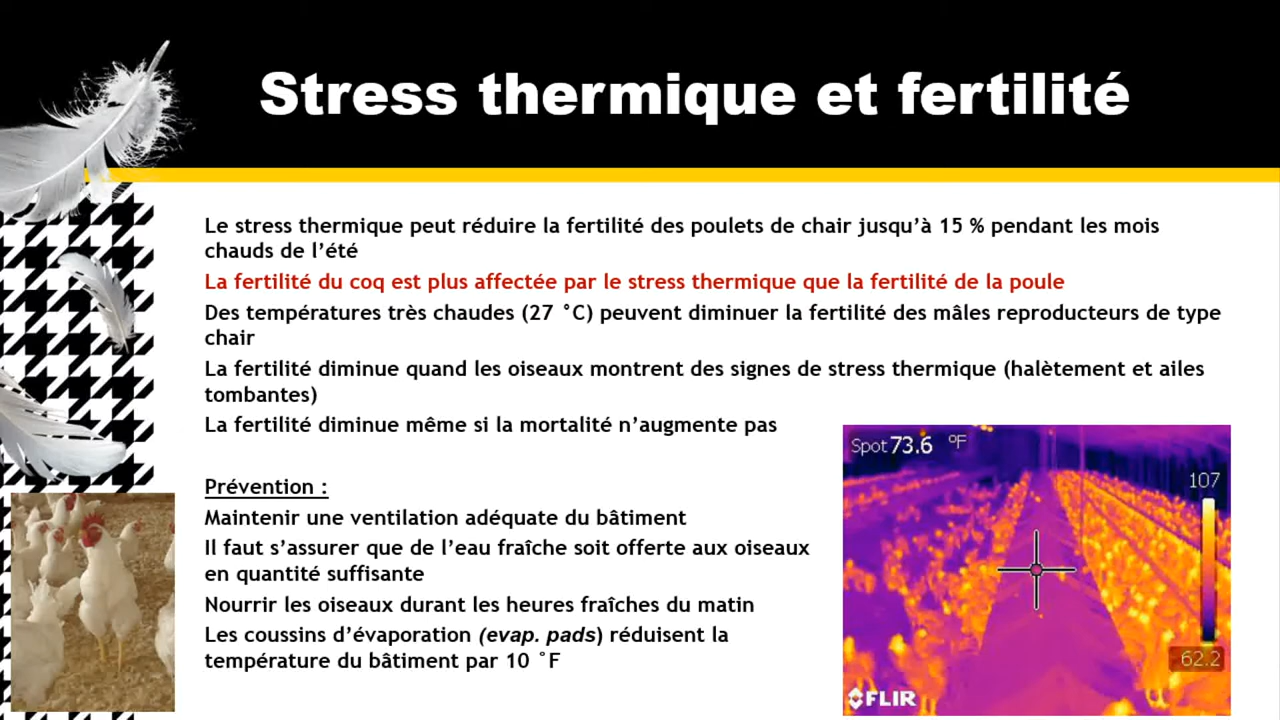 Stress thermique et fertilité
Le stress thermique peut réduire la fertilité des poulets de chair jusqu’à 15 % pendant les mois
chauds de l’été
La fertilité du coq est plus affectée par le stress thermique que la fertilité de la poule
Des températures très chaudes (27 °C) peuvent diminuer la fertilité des mâles reproducteurs de type
chair
La fertilité diminue quand les oiseaux montrent des signes de stress thermique (halètement et ailes
tombantes)
La fertilité diminue même si la mortalité n’augmente pas
Prévention :
Maintenir une ventilation adéquate du bâtiment
Il faut s’assurer que de l’eau fraîche soit offerte aux oiseaux
en quantité suffisante
Nourrir les oiseaux durant les heures fraîches du matin
Les coussins d’évaporation (evap. pads) réduisent la
température du bâtiment par 10 °F
Spot 73.6 °F
107
62.2
FLIR